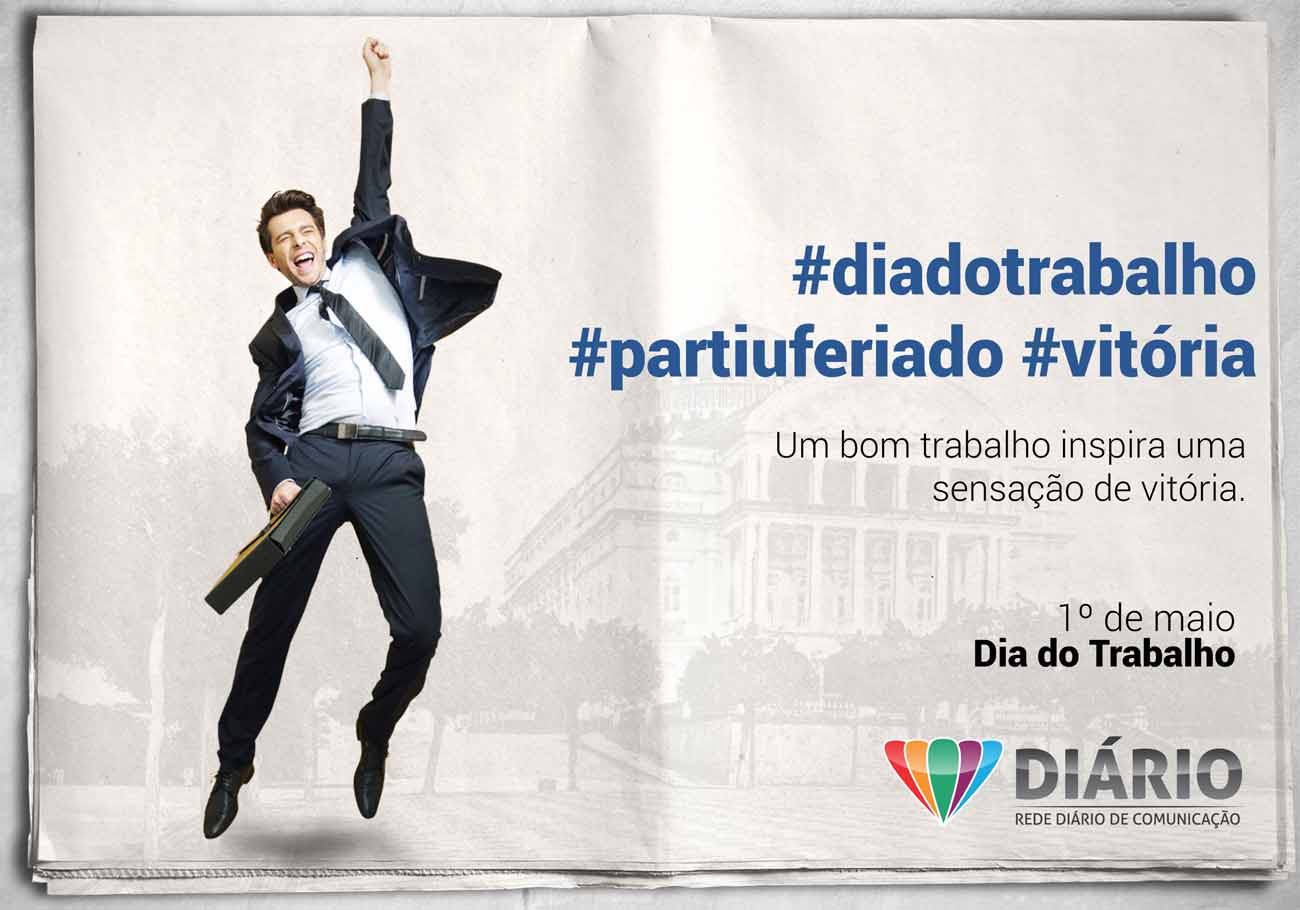 #diadotrabalho
#partiuferiado #vitória
Um bom trabalho inspira uma
sensação de vitória.
1º de maio
Dia do Trabalho
DIÁRIO
REDE DIÁRIO DE COMUNICAÇÃO